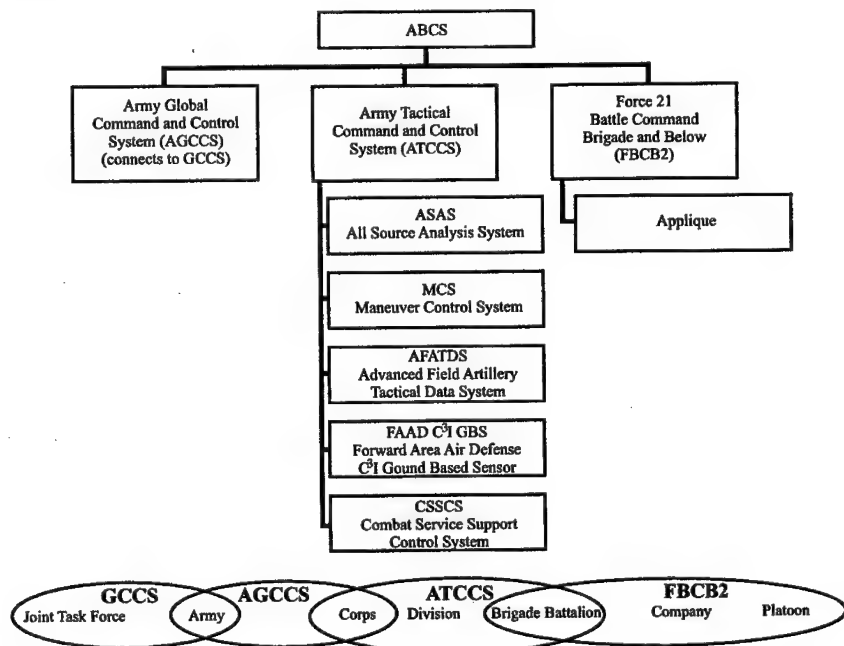 ABCS
Army Global
Command and Control
System (AGCCS)
(connects to GCCS)
Army Tactical
Command and Control
System (ATCCS)
Force 21
Battle Command
Brigade and Below
(FBCB2)
ASAS
All Source Analysis System
Applique
MCS
Maneuver Control System
AFATDS
Advanced Field Artillery
Tactical Data System
FAAD C³I GBS
Forward Area Air Defense
C³I Gound Based Sensor
CSSCS
Combat Service Support
Control System
GCCS AGCCS ATCCS FBCB2
Joint Task Force Army Corps Division Brigade Battalion Company Platoon